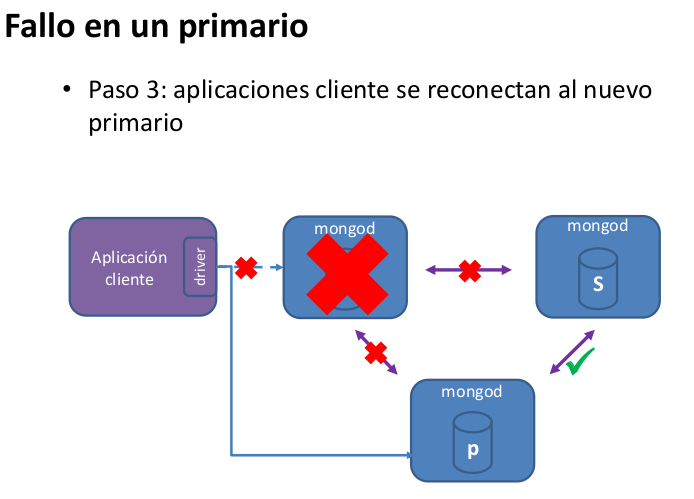 Fallo en un primario
• Paso 3: aplicaciones cliente se reconectan al nuevo
primario
Aplicación
cliente
driver
mongod
mongod
S
mongod
p